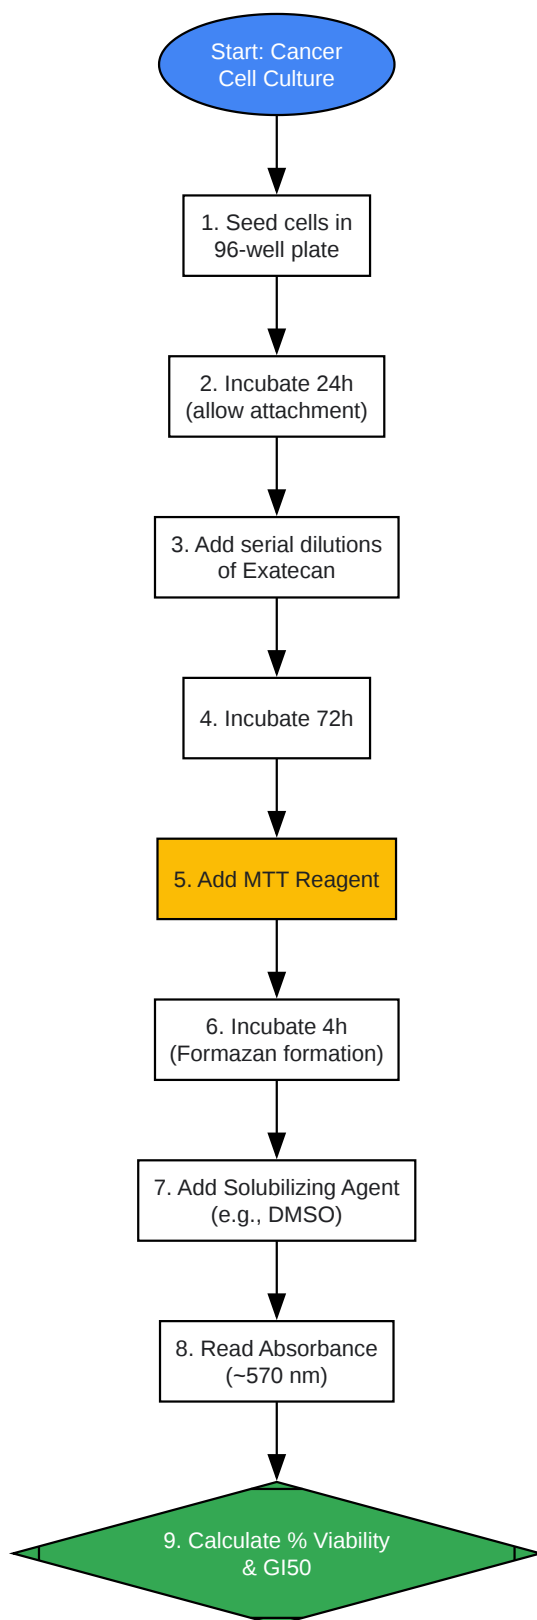 Start: Cancer
Cell Culture
1. Seed cells in
96-well plate
2. Incubate 24h
(allow attachment)
3. Add serial dilutions
of Exatecan
4. Incubate 72h
5. Add MTT Reagent
6. Incubate 4h
(Formazan formation)
7. Add Solubilizing Agent
(e.g., DMSO)
8. Read Absorbance
(~570 nm)
9. Calculate % Viability
& GI50